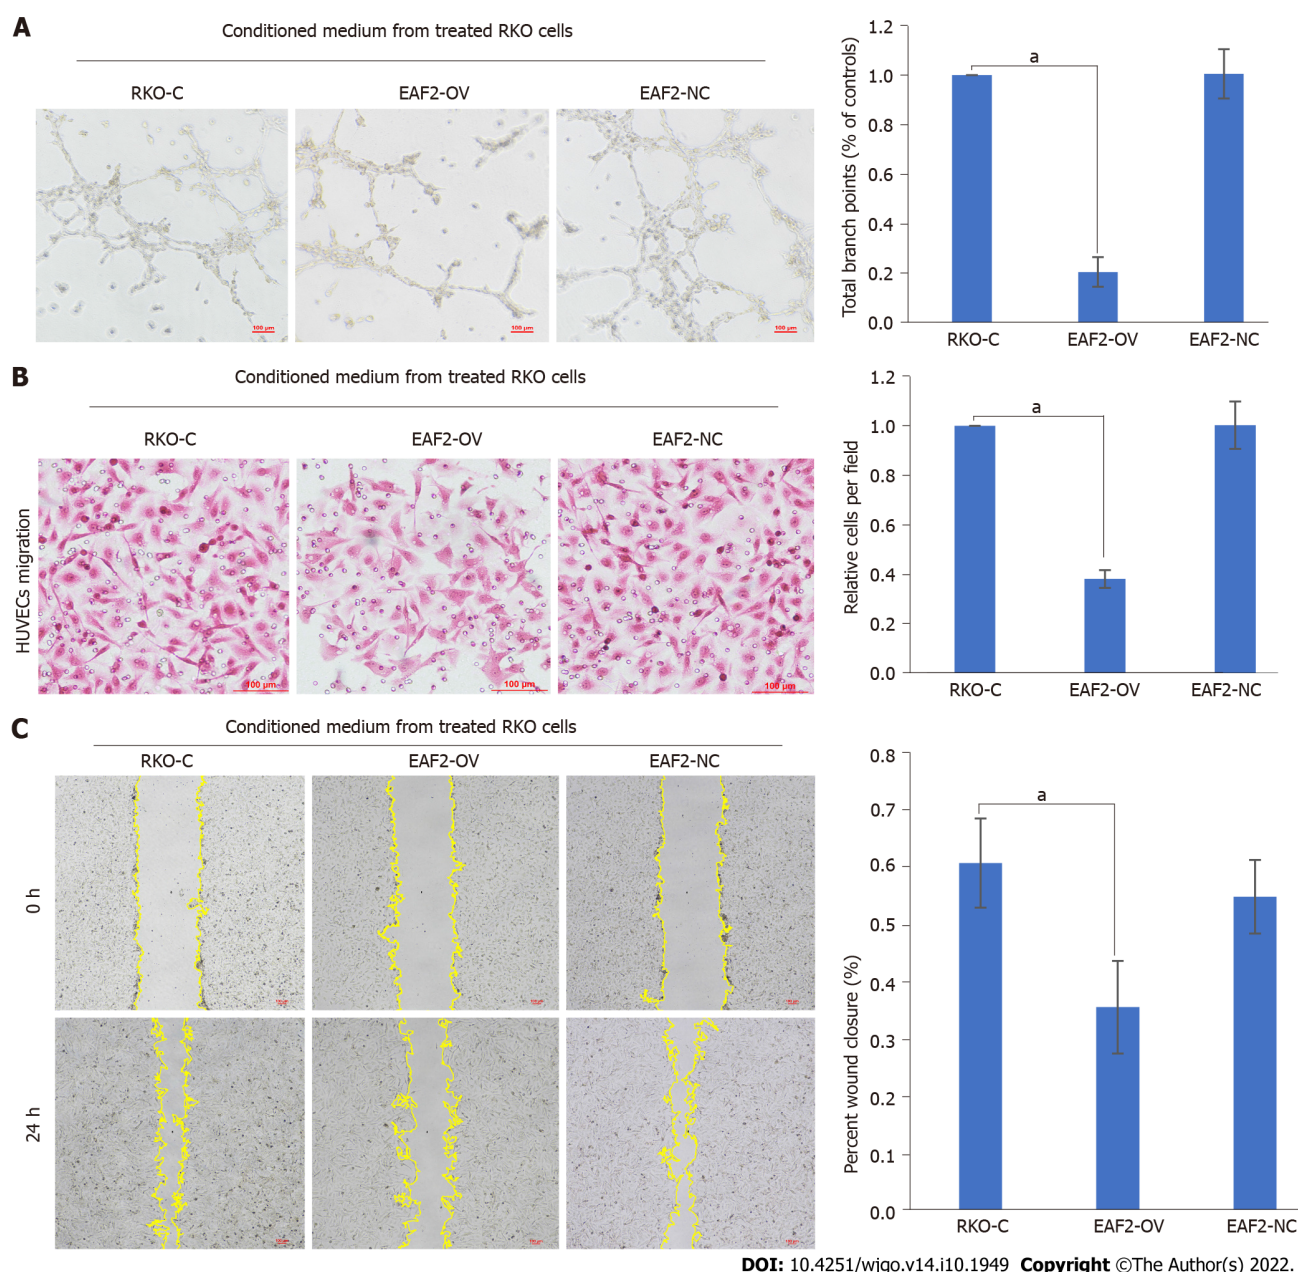 A
Conditioned medium from treated RKO cells
RKO-C
EAF2-OV
EAF2-NC
100 μm
100 μm
100 μm
Total branch points (% of controls)
1.2
1.0
0.8
0.6
0.4
0.2
0.0
a
RKO-C
EAF2-OV
EAF2-NC
B
Conditioned medium from treated RKO cells
RKO-C
EAF2-OV
EAF2-NC
HUVECs migration
100 μm
100 μm
100 μm
Relative cells per field
1.2
1.0
0.8
0.6
0.4
0.2
0.0
a
RKO-C
EAF2-OV
EAF2-NC
C
Conditioned medium from treated RKO cells
RKO-C
EAF2-OV
EAF2-NC
0 h
24 h
Percent wound closure (%)
0.8
0.7
0.6
0.5
0.4
0.3
0.2
0.1
0.0
a
RKO-C
EAF2-OV
EAF2-NC
DOI: 10.4251/wjgo.v14.i10.1949 Copyright ©The Author(s) 2022.